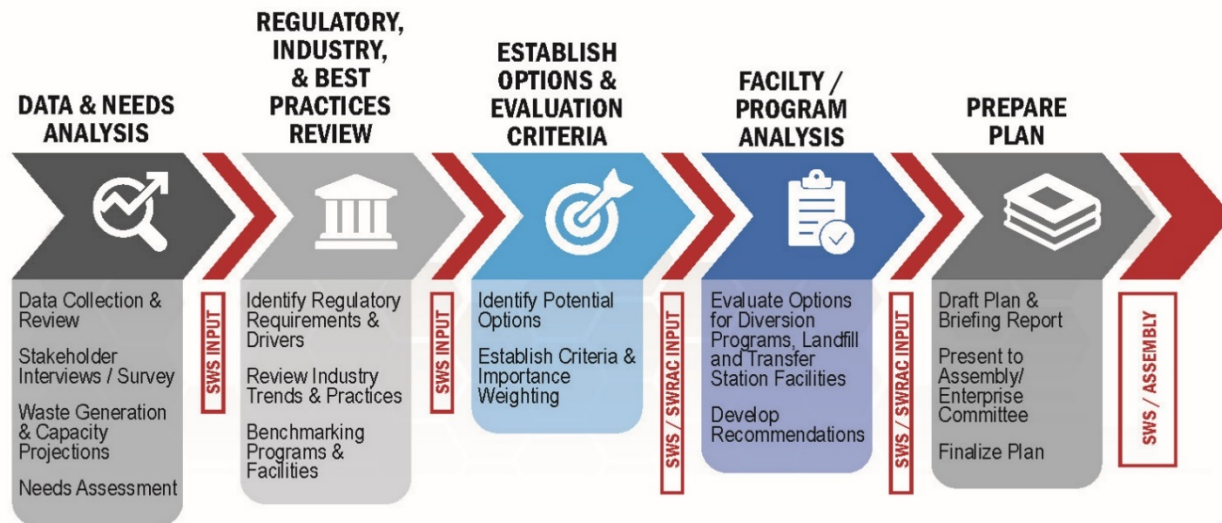 DATA & NEEDS
ANALYSIS
Data Collection &
Review
Stakeholder
Interviews / Survey
Waste Generation
& Capacity
Projections
Needs Assessment
SWS INPUT
REGULATORY,
INDUSTRY,
& BEST
PRACTICES
REVIEW
Identify Regulatory
Requirements &
Drivers
Review Industry
Trends & Practices
Benchmarking
Programs &
Facilities
SWS INPUT
ESTABLISH
OPTIONS &
EVALUATION
CRITERIA
Identify Potential
Options
Establish Criteria &
Importance
Weighting
SWS / SWRAC INPUT
FACILTY /
PROGRAM
ANALYSIS
Evaluate Options
for Diversion
Programs, Landfill
and Transfer
Station Facilities
Develop
Recommendations
SWS / SWRAC INPUT
PREPARE
PLAN
Draft Plan &
Briefing Report
Present to
Assembly/
Enterprise
Committee
Finalize Plan
SWS / ASSEMBLY